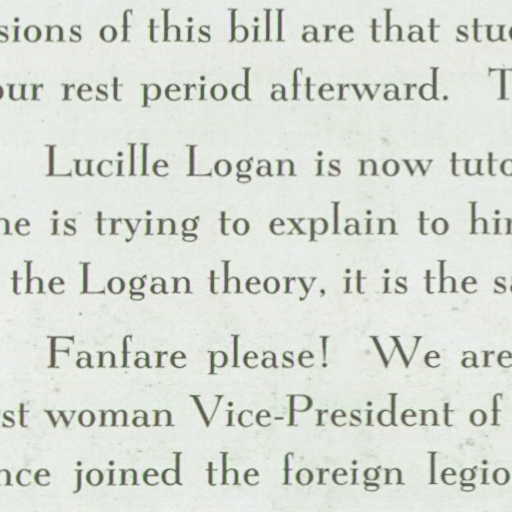 sions of this bill are that stu
our rest period afterward. T
Lucille Logan is now tuto
ne is trying to explain to hi
the Logan theory, it is the s
Fanfare please! We are
st woman Vice-President of
nce joined the foreign legio